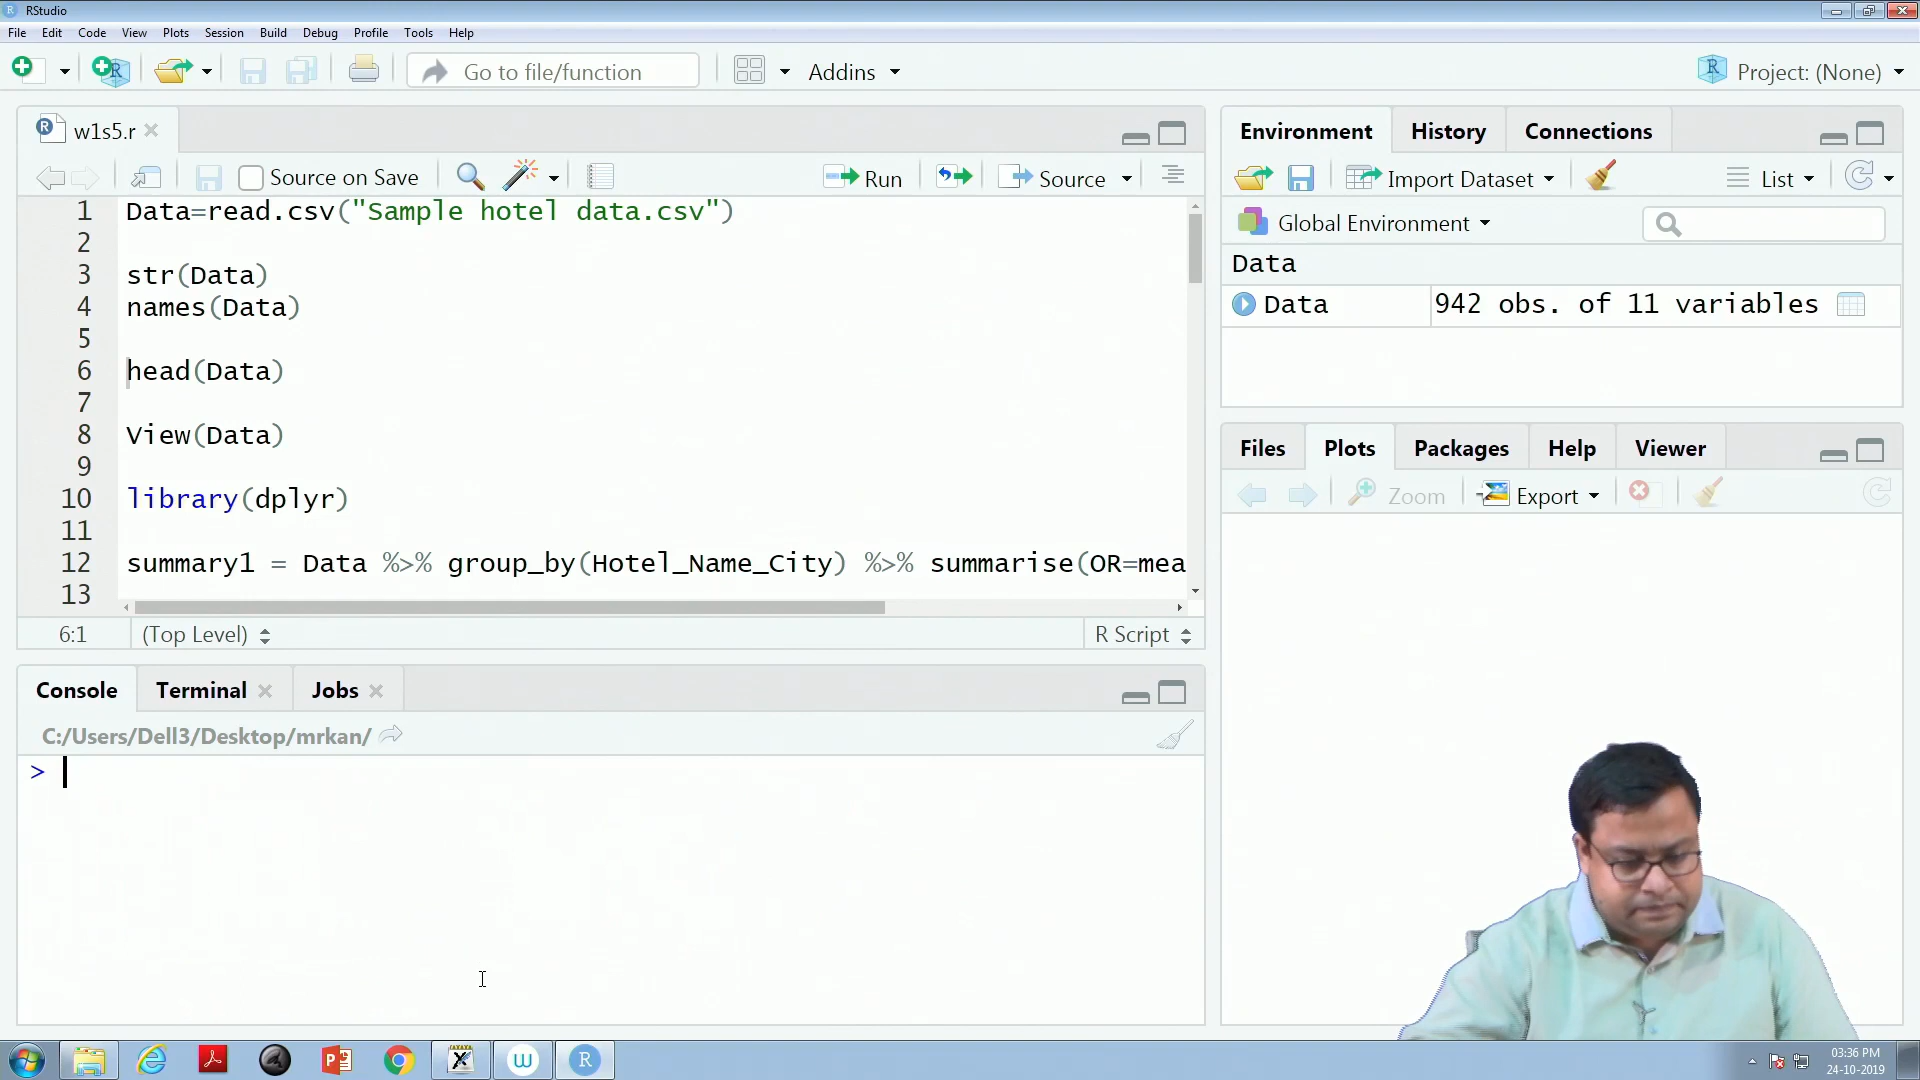 RStudio
File Edit Code View Plots Session Build Debug Profile Tools Help
Go to file/function Addins Project: (None)
w1s5.r
Source on Save Run Source
1 Data=read.csv("Sample hotel data.csv")
2
3 str(Data)
4 names(Data)
5
6 head(Data)
7
8 View(Data)
9
10 library(dplyr)
11
12 summary1 = Data %>% group_by(Hotel_Name_City) %>% summarise(OR=mea
13
6:1 (Top Level) R Script
Console Terminal Jobs
C:/Users/Dell3/Desktop/mrkan/
>
Environment History Connections
Import Dataset List
Global Environment
Data
Data 942 obs. of 11 variables
Files Plots Packages Help Viewer
Zoom Export
03:36 PM
24-10-2019